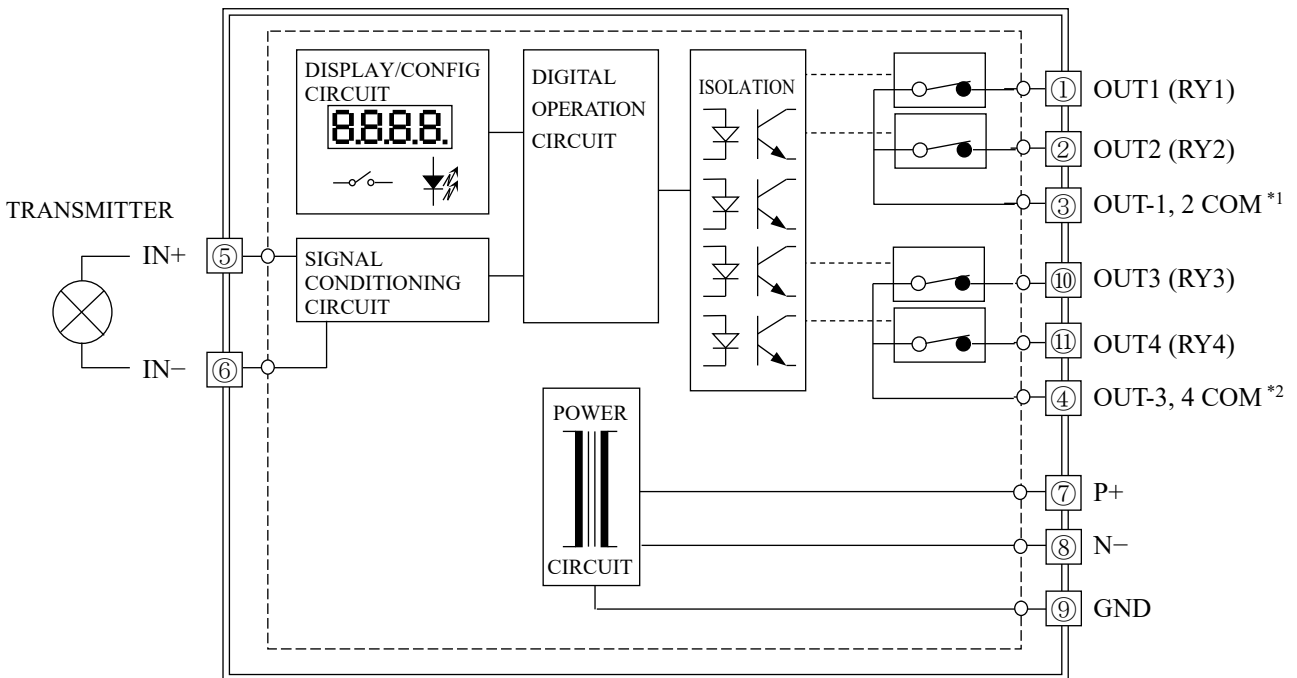 DISPLAY/CONFIG
CIRCUIT
8.8.8.8.
DIGITAL
OPERATION
CIRCUIT
ISOLATION
① OUT1 (RY1)
② OUT2 (RY2)
③ OUT-1, 2 COM *1
TRANSMITTER
IN+ ⑤
SIGNAL
CONDITIONING
CIRCUIT
IN− ⑥
⑩ OUT3 (RY3)
⑪ OUT4 (RY4)
④ OUT-3, 4 COM *2
POWER
CIRCUIT
⑦ P+
⑧ N−
⑨ GND